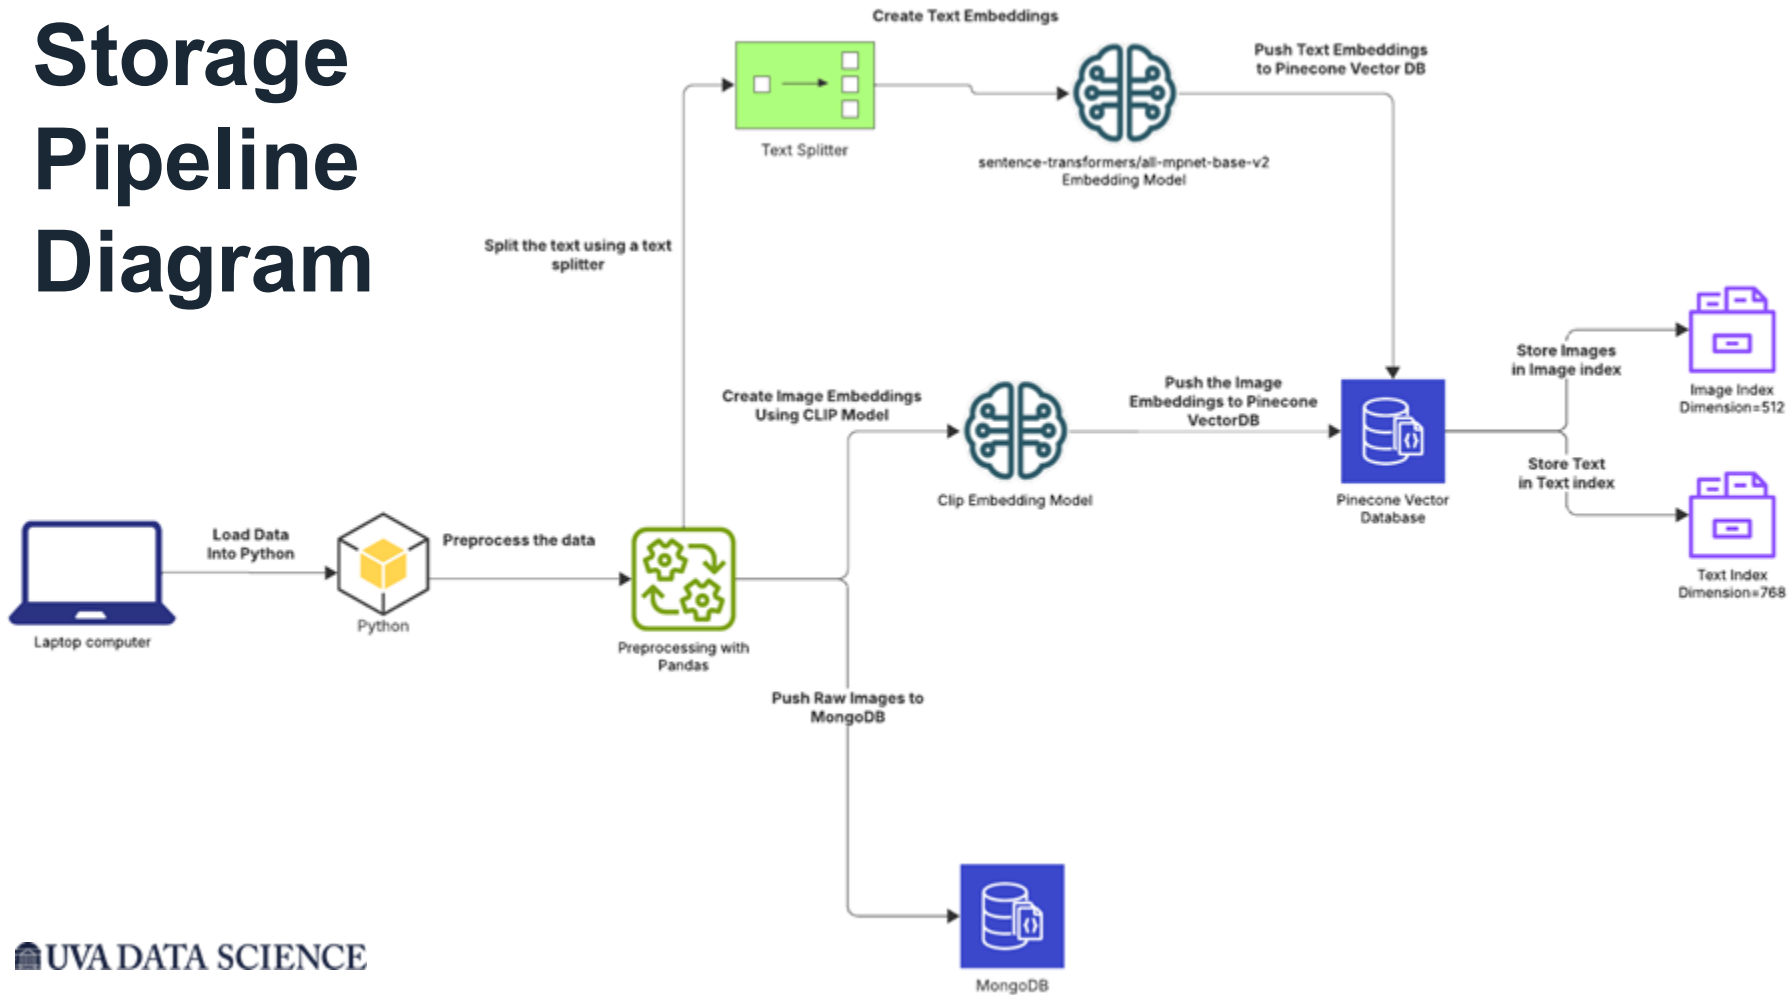 Storage
Pipeline
Diagram
Create Text Embeddings
Push Text Embeddings
to Pinecone Vector DB
Text Splitter
sentence-transformers/all-mpnet-base-v2
Embedding Model
Split the text using a text
splitter
Create Image Embeddings
Using CLIP Model
Push the Image
Embeddings to Pinecone
VectorDB
Store Images
in Image index
Image Index
Dimension=512
Clip Embedding Model
Pinecone Vector
Database
Store Text
in Text index
Text Index
Dimension=768
Load Data
Into Python
Preprocess the data
Laptop computer
Python
Preprocessing with
Pandas
Push Raw Images to
MongoDB
MongoDB
UVA DATA SCIENCE